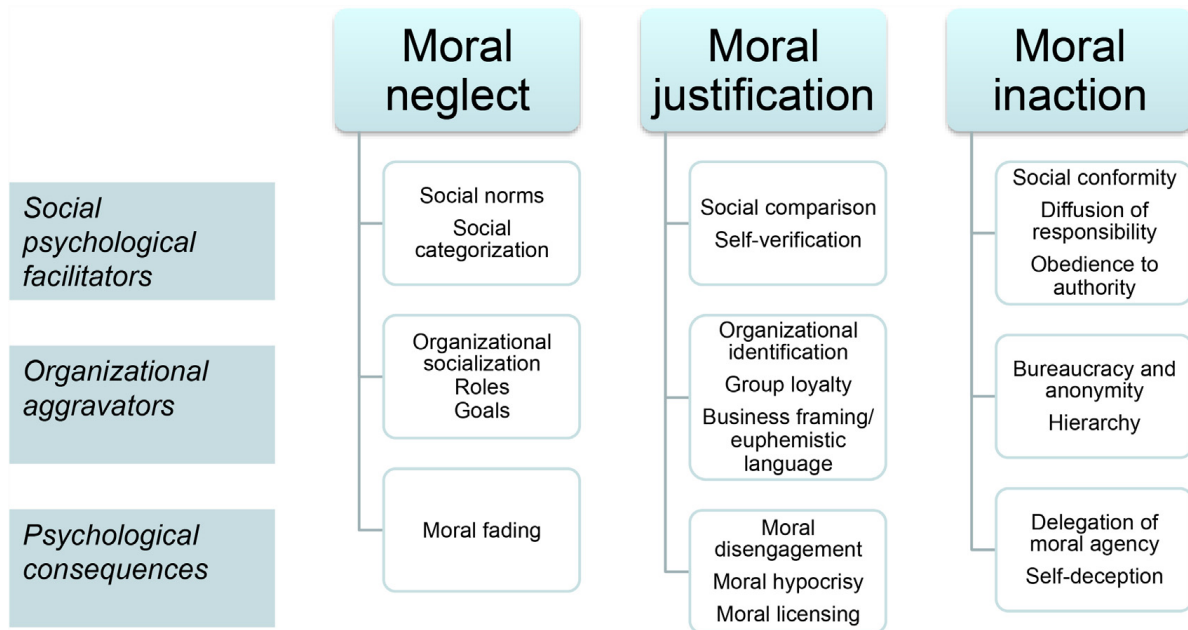 Moral
neglect
Moral
justification
Moral
inaction
Social
psychological
facilitators
Social norms
Social
categorization
Social comparison
Self-verification
Social conformity
Diffusion of
responsibility
Obedience to
authority
Organizational
aggravators
Organizational
socialization
Roles
Goals
Organizational
identification
Group loyalty
Business framing/
euphemistic
language
Bureaucracy and
anonymity
Hierarchy
Psychological
consequences
Moral fading
Moral
disengagement
Moral hypocrisy
Moral licensing
Delegation of
moral agency
Self-deception